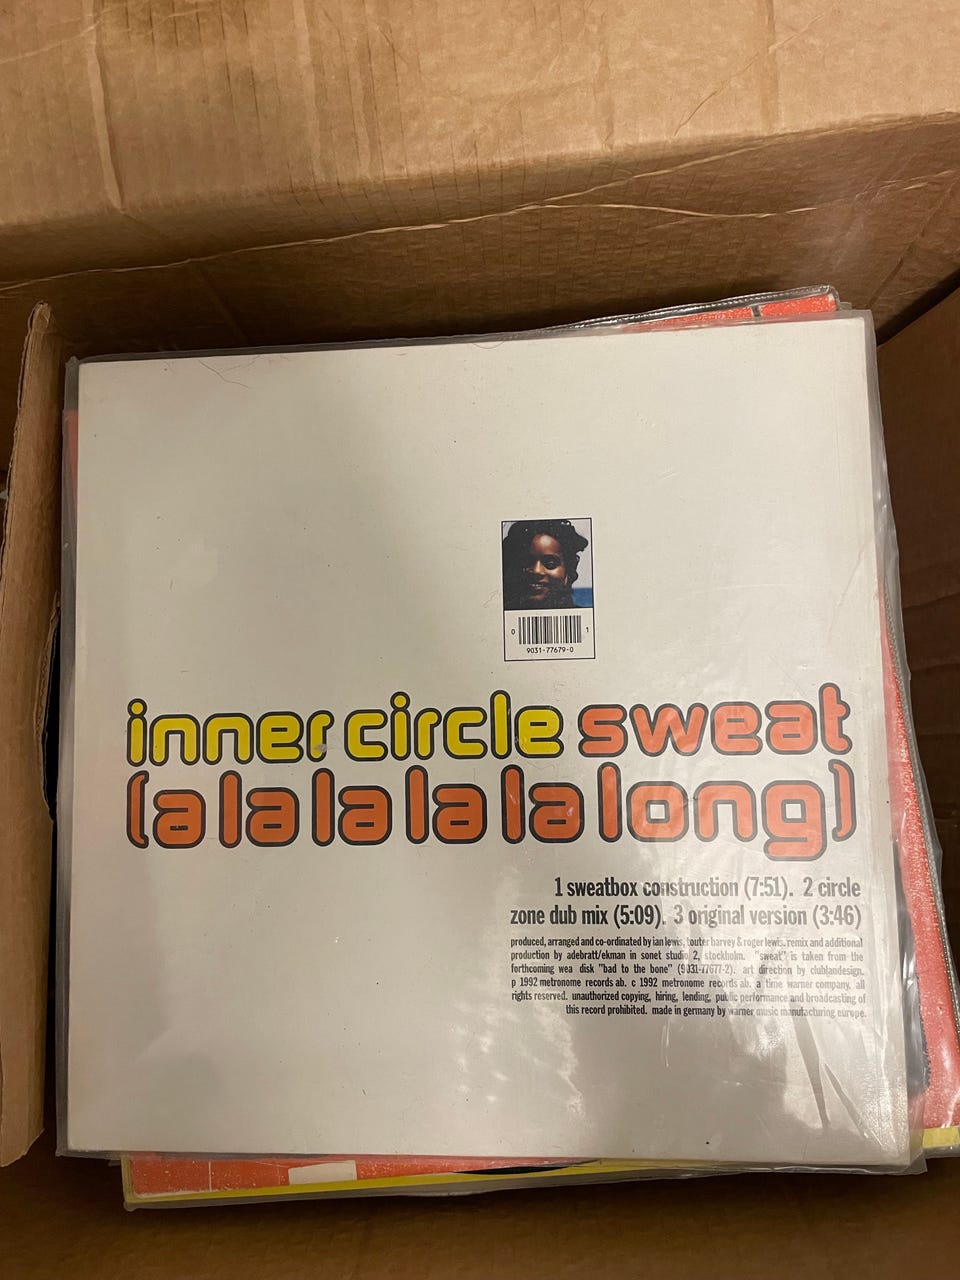 0 1
9031-77679-0
inner circle sweat
(a la la la la long)
1 sweatbox construction (7:51). 2 circle
zone dub mix (5:09). 3 original version (3:46)
produced, arranged and co-ordinated by ian lewis, touter harvey & roger lewis. remix and additional
production by adebratt/ekman in sonet studio 2, stockholm. "sweat" is taken from the
forthcoming wea disk "bad to the bone" (9031-77677-2). art direction by clublandesign.
p 1992 metronome records ab. c 1992 metronome records ab. a time warner company. all
rights reserved. unauthorized copying, hiring, lending, public performance and broadcasting of
this record prohibited. made in germany by warner music manufacturing europe.